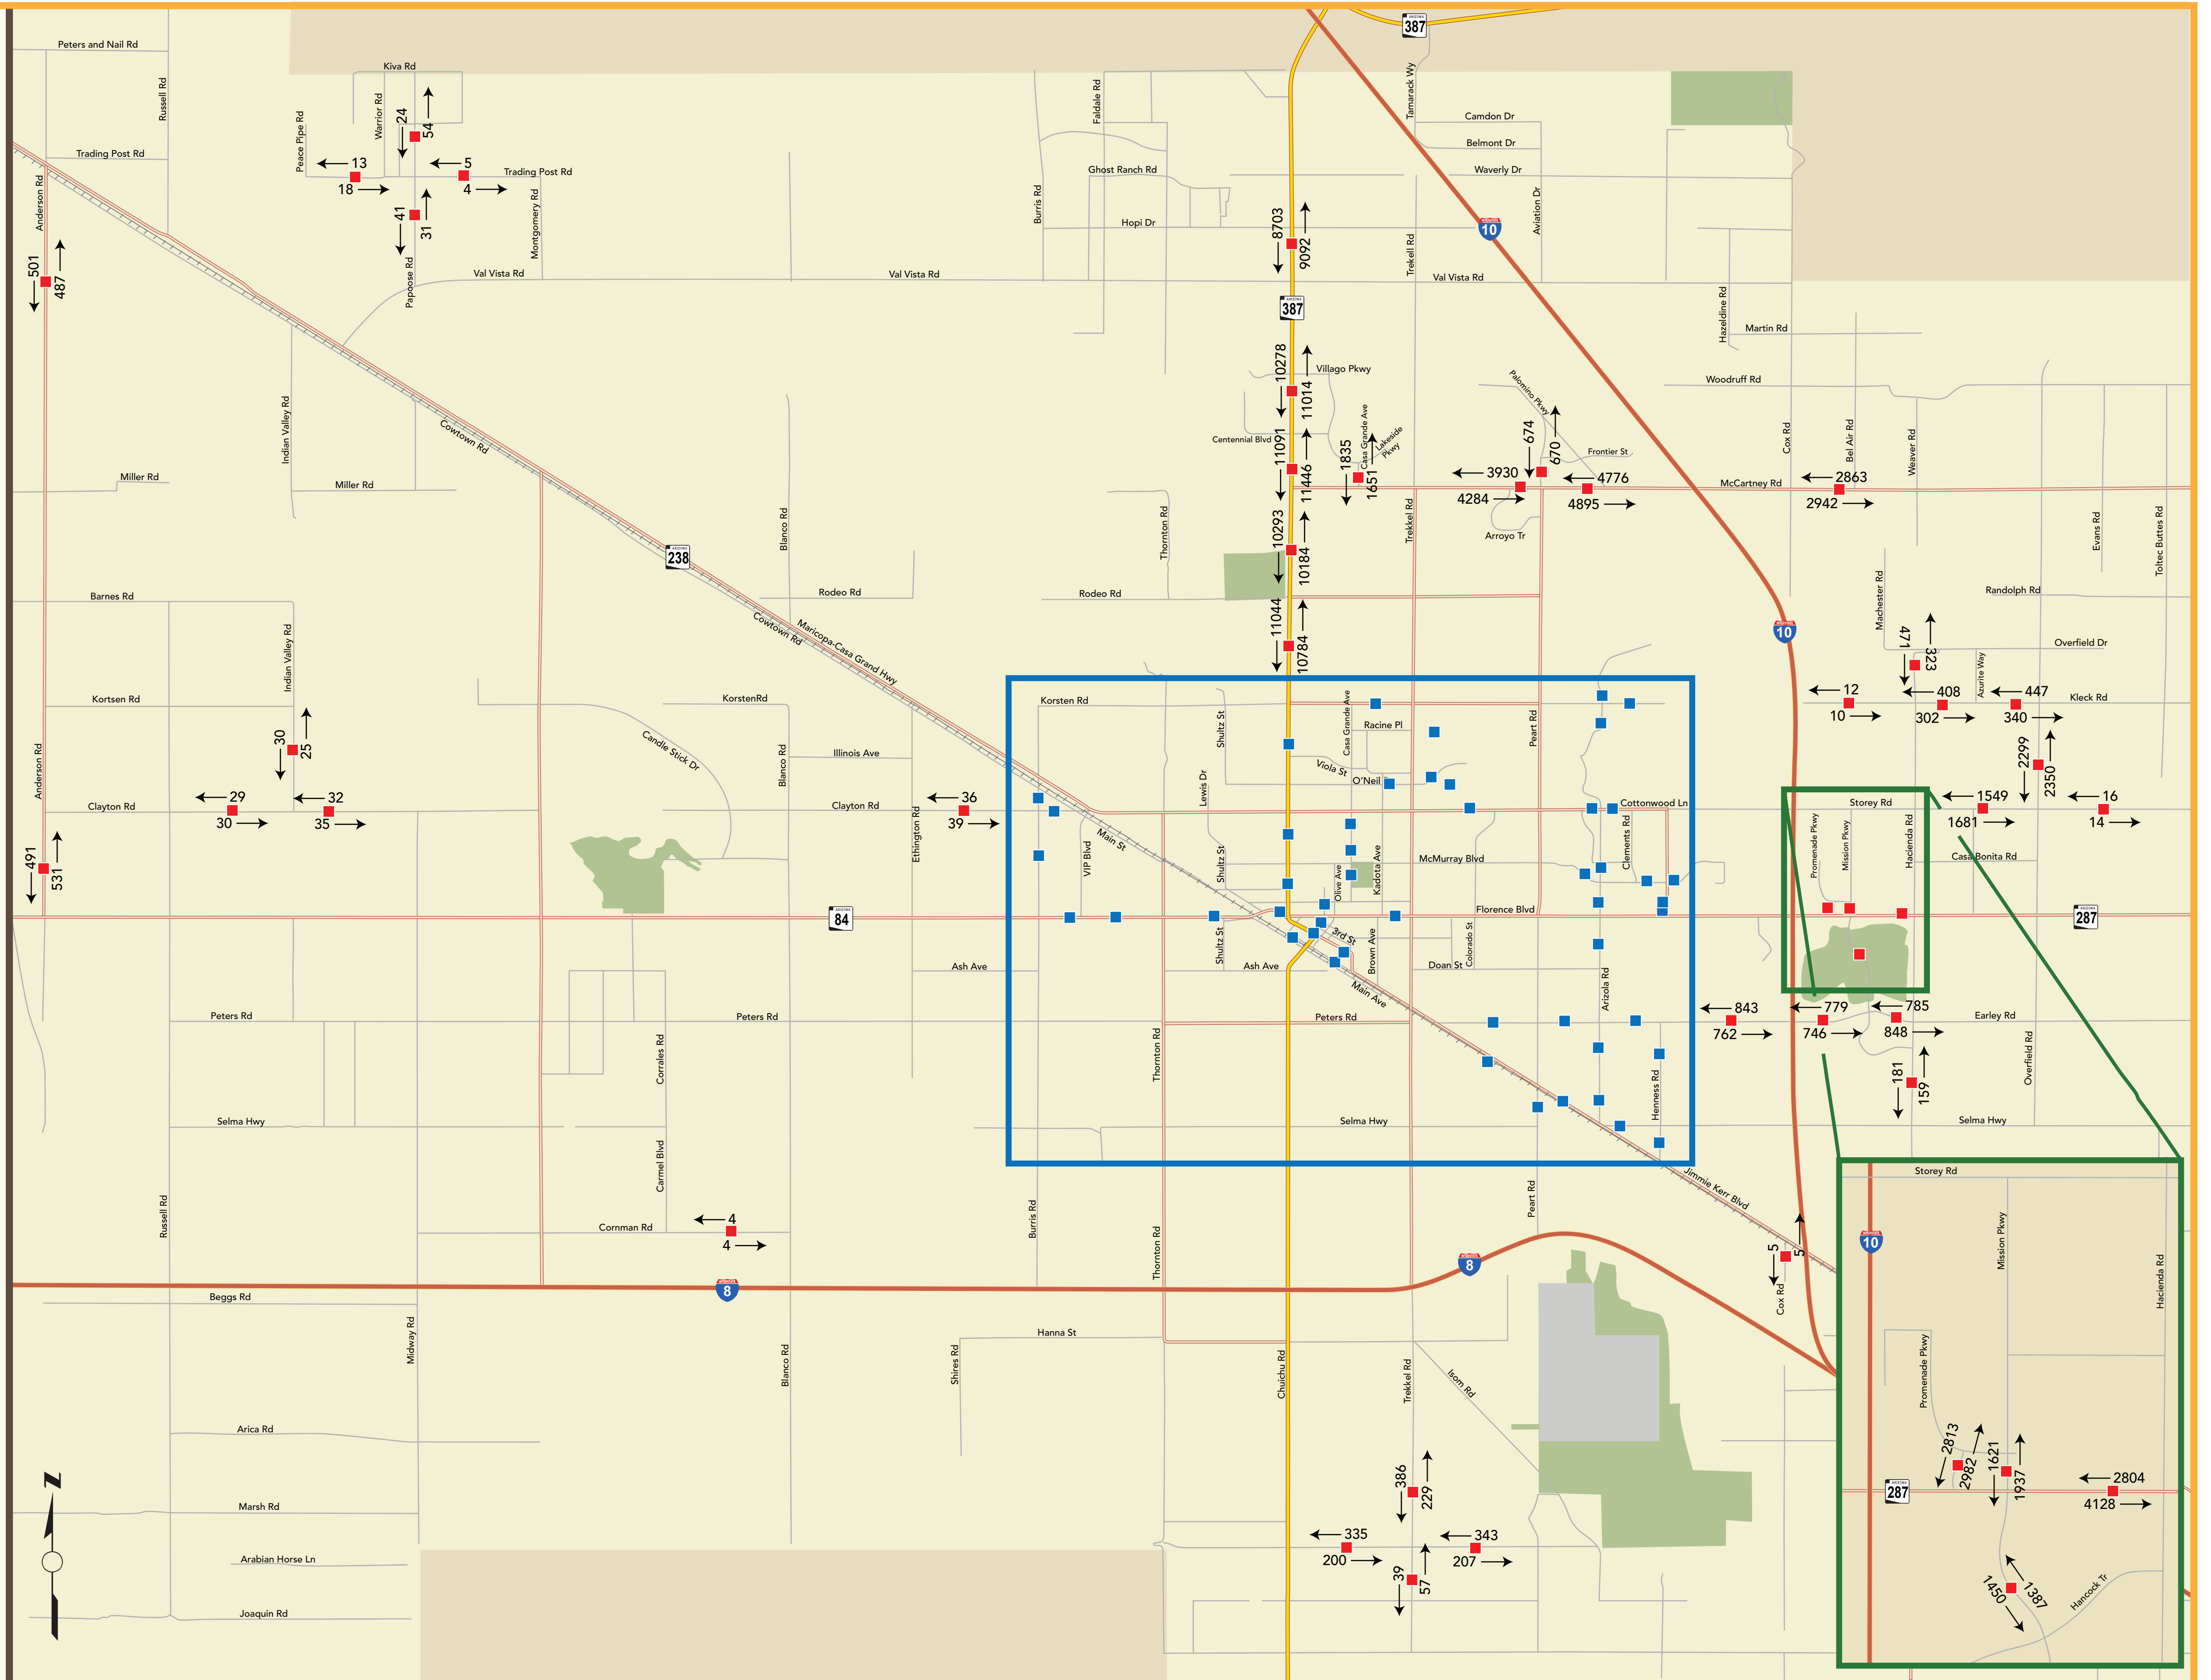 ARIZONA
387
Peters and Nail Rd
Kiva Rd
Russell Rd
Warrior Rd
Peace Pipe Rd
24
54
Faldale Rd
Tamarack Wy
Camdon Dr
Belmont Dr
Trading Post Rd
13
18
5
4
Trading Post Rd
Ghost Ranch Rd
Waverly Dr
Anderson Rd
41
31
Montgomery Rd
Burris Rd
Hopi Dr
8703
9092
Trekell Rd
10
Aviation Dr
501
487
Papoose Rd
Val Vista Rd
Val Vista Rd
Val Vista Rd
ARIZONA
387
Hazeldine Rd
Martin Rd
10278
11014
Villago Pkwy
Palomino Pkwy
Woodruff Rd
Indian Valley Rd
Cowtown Rd
Centennial Blvd
11091
11446
1835
1651
Casa Grande Ave
Lakeside
Pkwy
674
670
Frontier St
Cox Rd
Bel Air Rd
Weaver Rd
Miller Rd
Miller Rd
3930
4284
4776
4895
McCartney Rd
2863
2942
Blanco Rd
Thornton Rd
10293
10184
Trekkel Rd
Arroyo Tr
Evans Rd
Toltec Buttes Rd
ARIZONA
238
Barnes Rd
Rodeo Rd
Rodeo Rd
Machester Rd
Randolph Rd
Cowtown Rd
Maricopa-Casa Grand Hwy
11044
10784
10
471
323
Overfield Dr
Indian Valley Rd
Azurite Way
Kortsen Rd
KorstenRd
Korsten Rd
12
10
408
302
447
340
Kleck Rd
30
25
Candle Stick Dr
Shultz St
Casa Grande Ave
Racine Pl
Peart Rd
Anderson Rd
Blanco Rd
Illinois Ave
Viola St
O'Neil
2299
2350
29
30
32
35
Clayton Rd
Clayton Rd
36
39
Lewis Dr
Cottonwood Ln
Storey Rd
1549
1681
16
14
Ethington Rd
Main St
VIP Blvd
Shultz St
Clements Rd
Promenade Pkwy
Mission Pkwy
Hacienda Rd
McMurray Blvd
Casa Bonita Rd
491
531
Olive Ave
Kadota Ave
ARIZONA
84
Florence Blvd
ARIZONA
287
Shultz St
3rd St
Brown Ave
Colorado St
Ash Ave
Ash Ave
Doan St
Main Ave
Arizola Rd
Peters Rd
Peters Rd
Peters Rd
843
762
779
746
785
848
Earley Rd
Corrales Rd
Thornton Rd
Henness Rd
181
159
Overfield Rd
Selma Hwy
Selma Hwy
Selma Hwy
Carmel Blvd
Jimmie Kerr Blvd
Storey Rd
Russell Rd
Burris Rd
Peart Rd
4
4
Cornman Rd
Thornton Rd
5
5
Cox Rd
10
Mission Pkwy
Hacienda Rd
8
8
Beggs Rd
Midway Rd
Hanna St
Blanco Rd
Shires Rd
Chuichu Rd
Trekkel Rd
Isom Rd
Promenade Pkwy
Arica Rd
2813
2982
1621
1937
2804
4128
ARIZONA
287
Marsh Rd
386
229
335
200
343
207
39
57
N
Arabian Horse Ln
1450
1387
Hancock Tr
Joaquin Rd